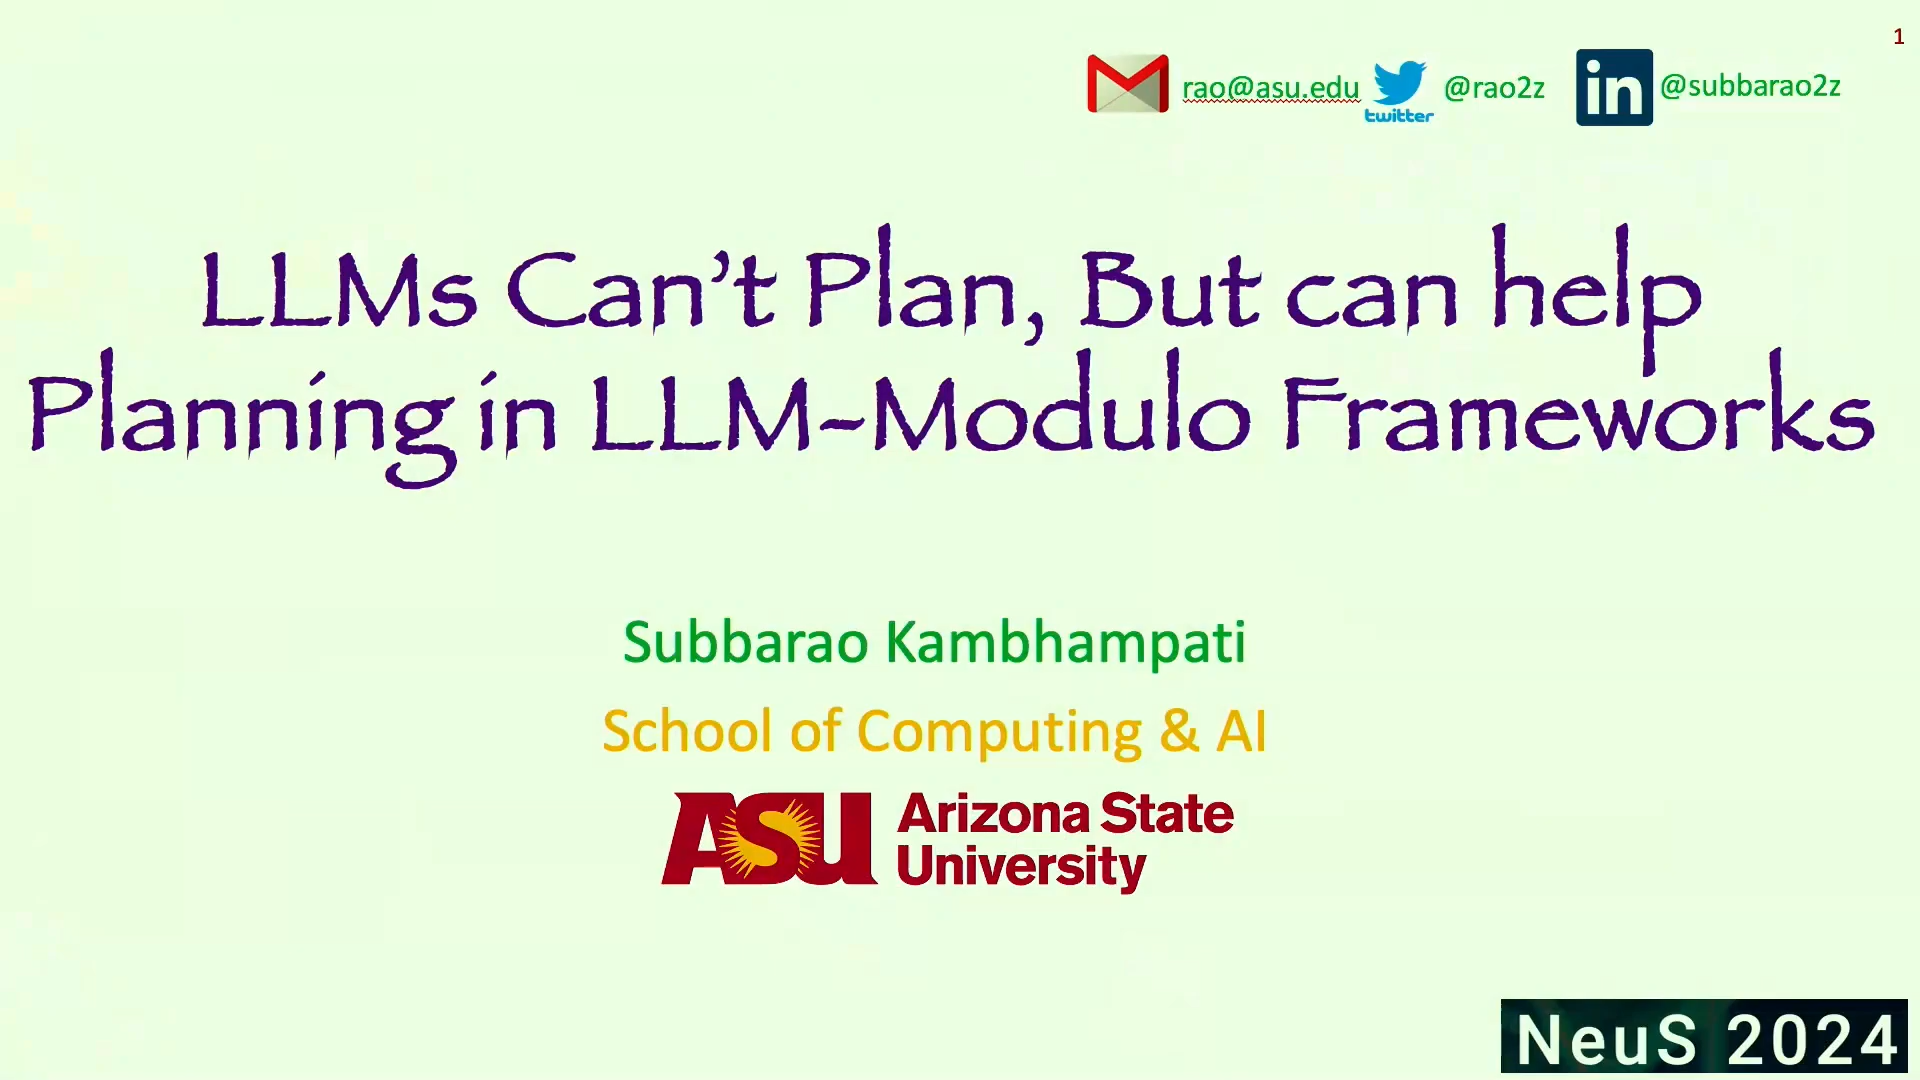 1
rao@asu.edu twitter @rao2z in @subbarao2z
LLMs Can't Plan, But can help
Planning in LLM-Modulo Frameworks
Subbarao Kambhampati
School of Computing & AI
ASU Arizona State
University
NeuS 2024